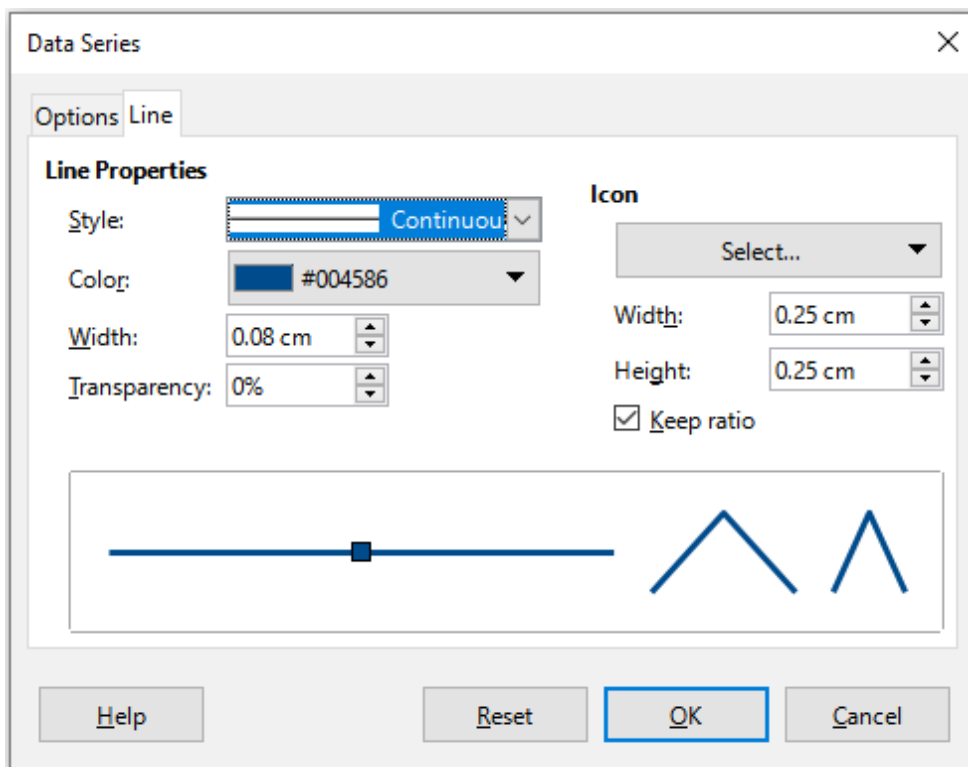 Data Series
Options Line
Line Properties
Style: Continuou
Color: #004586
Width: 0.08 cm
Transparency: 0%
Icon
Select...
Width: 0.25 cm
Height: 0.25 cm
Keep ratio
Help Reset OK Cancel